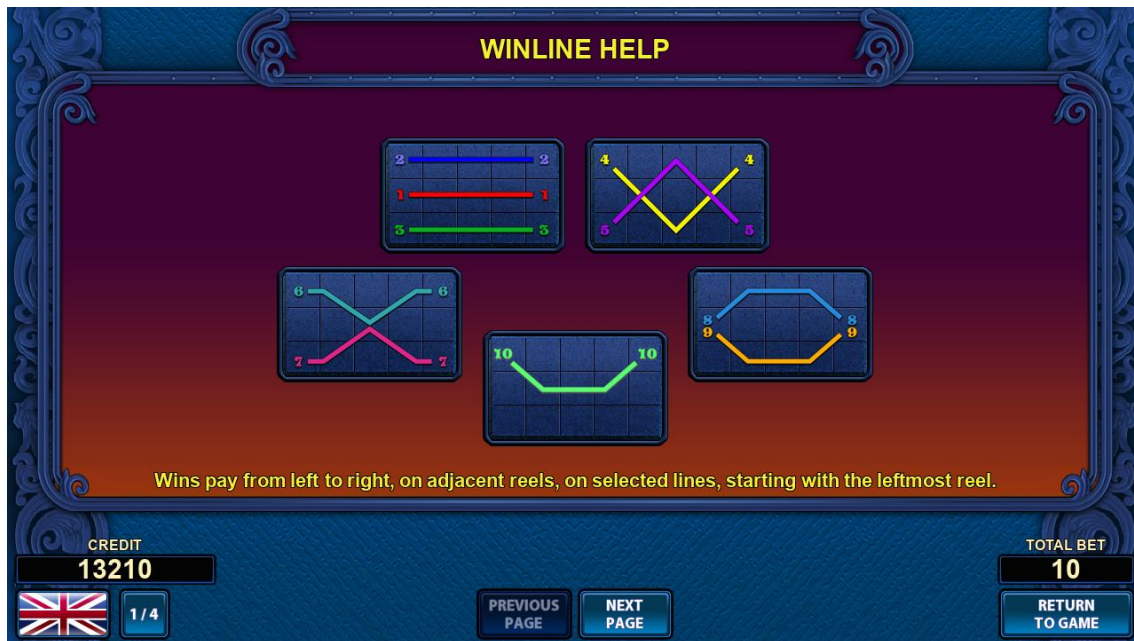 WINLINE HELP
2 2
1 1
3 3
4 4
5 5
6 6
7 7
8 8
9 9
10 10
Wins pay from left to right, on adjacent reels, on selected lines, starting with the leftmost reel.
CREDIT
13210
TOTAL BET
10
1 / 4
PREVIOUS
PAGE
NEXT
PAGE
RETURN
TO GAME